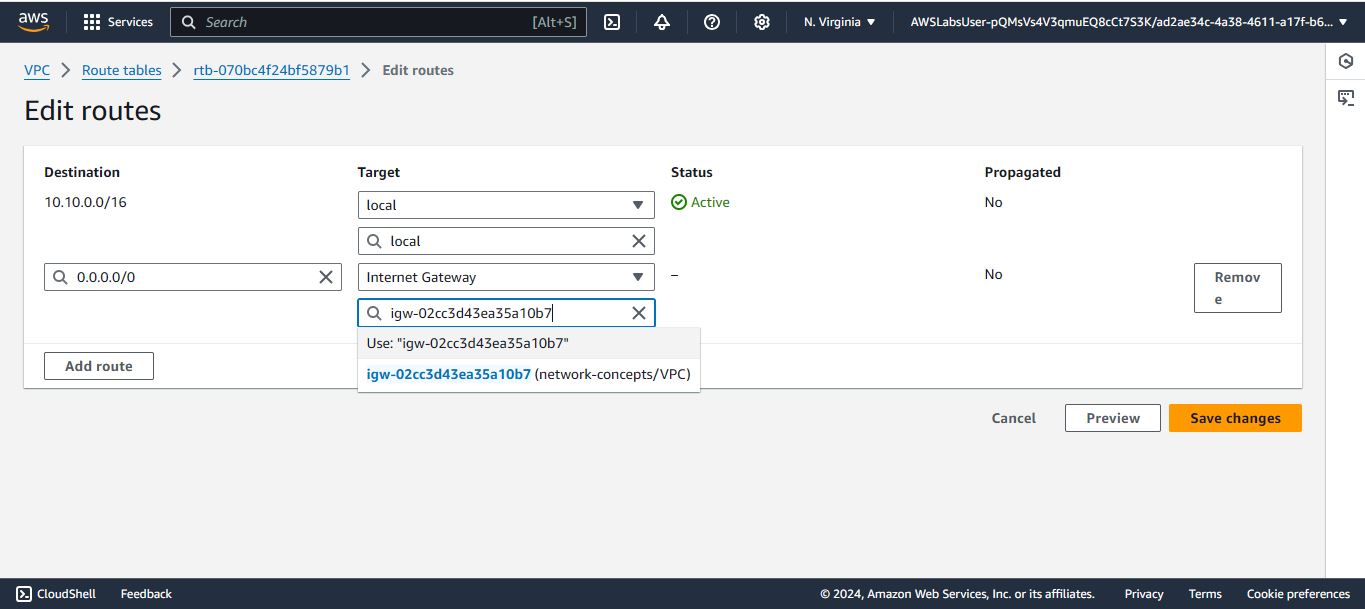 aws
Services
Search [Alt+S]
N. Virginia
AWSLabsUser-pQMsVs4V3qmuEQ8cCt7S3K/ad2ae34c-4a38-4611-a17f-b6...
VPC > Route tables > rtb-070bc4f24bf5879b1 > Edit routes
Edit routes
Destination Target Status Propagated
10.10.0.0/16 local Active No
local
0.0.0.0/0 Internet Gateway – No Remov
e
igw-02cc3d43ea35a10b7
Use: "igw-02cc3d43ea35a10b7"
Add route
igw-02cc3d43ea35a10b7 (network-concepts/VPC)
Cancel Preview Save changes
CloudShell Feedback © 2024, Amazon Web Services, Inc. or its affiliates. Privacy Terms Cookie preferences